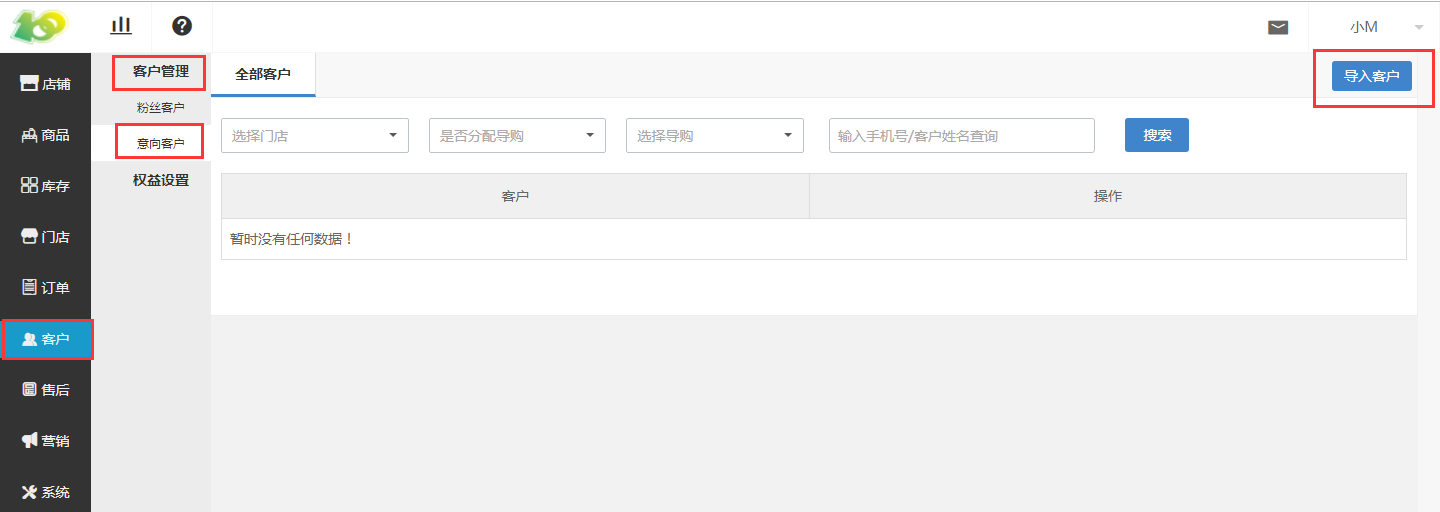 小M
店铺
商品
库存
门店
订单
客户
售后
营销
系统
客户管理
粉丝客户
意向客户
权益设置
全部客户
导入客户
选择门店
是否分配导购
选择导购
输入手机号/客户姓名查询
搜索
客户
操作
暂时没有任何数据！